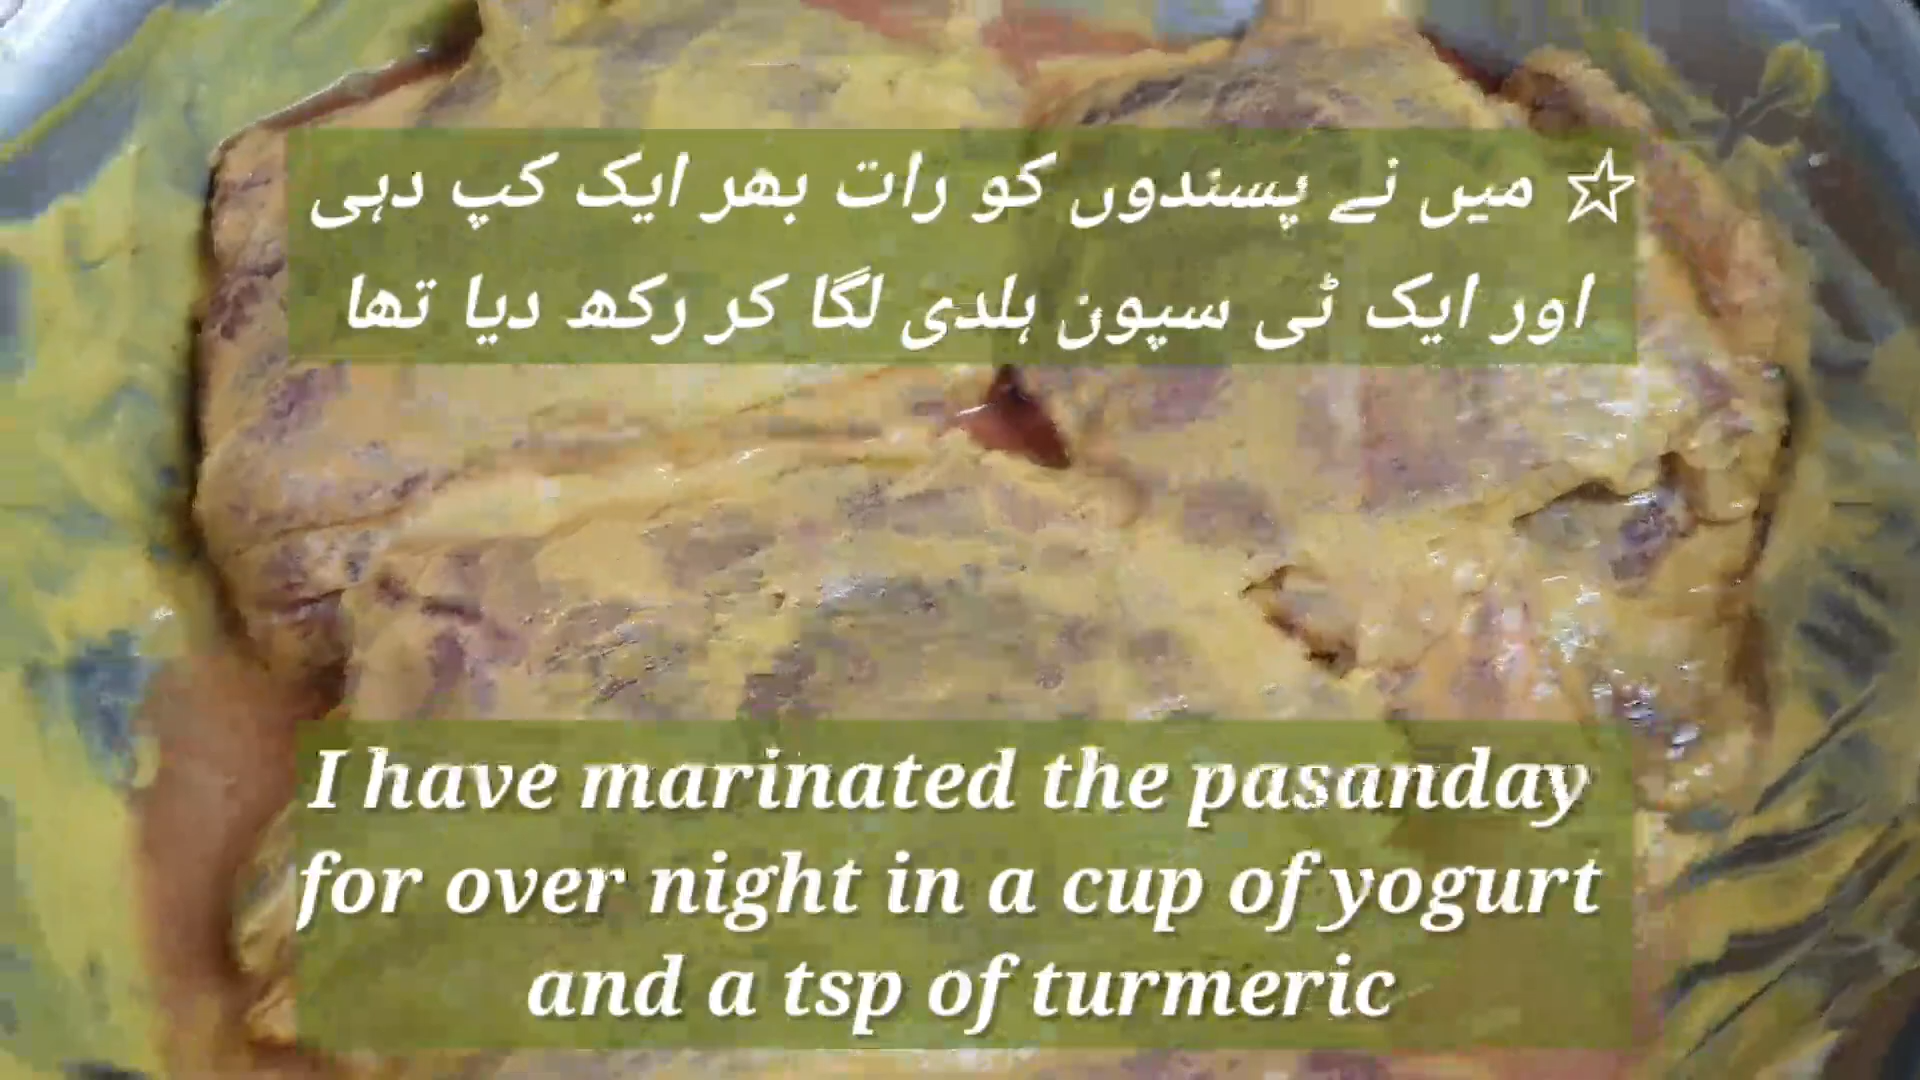 ☆ میں نے پسندوں کو رات بھر ایک کپ دہی
اور ایک ٹی سپون ہلدی لگا کر رکھ دیا تھا
I have marinated the pasanday
for over night in a cup of yogurt
and a tsp of turmeric